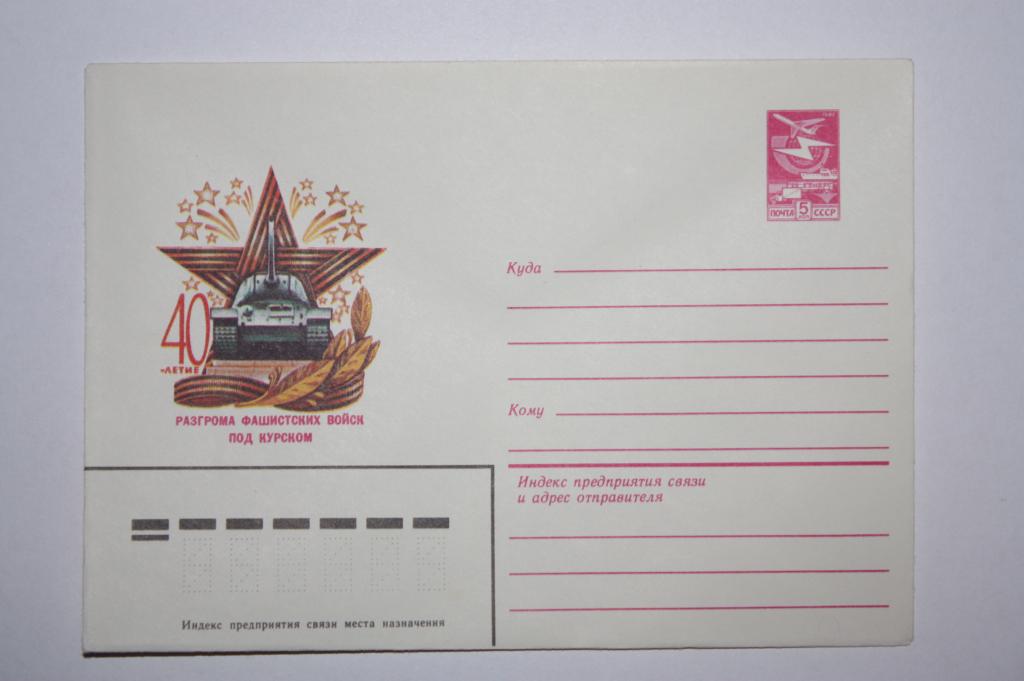 ПОЧТА 5 СССР
40
-ЛЕТИЕ
РАЗГРОМА ФАШИСТСКИХ ВОЙСК
ПОД КУРСКОМ
Куда
Кому
Индекс предприятия связи
и адрес отправителя
Индекс предприятия связи места назначения